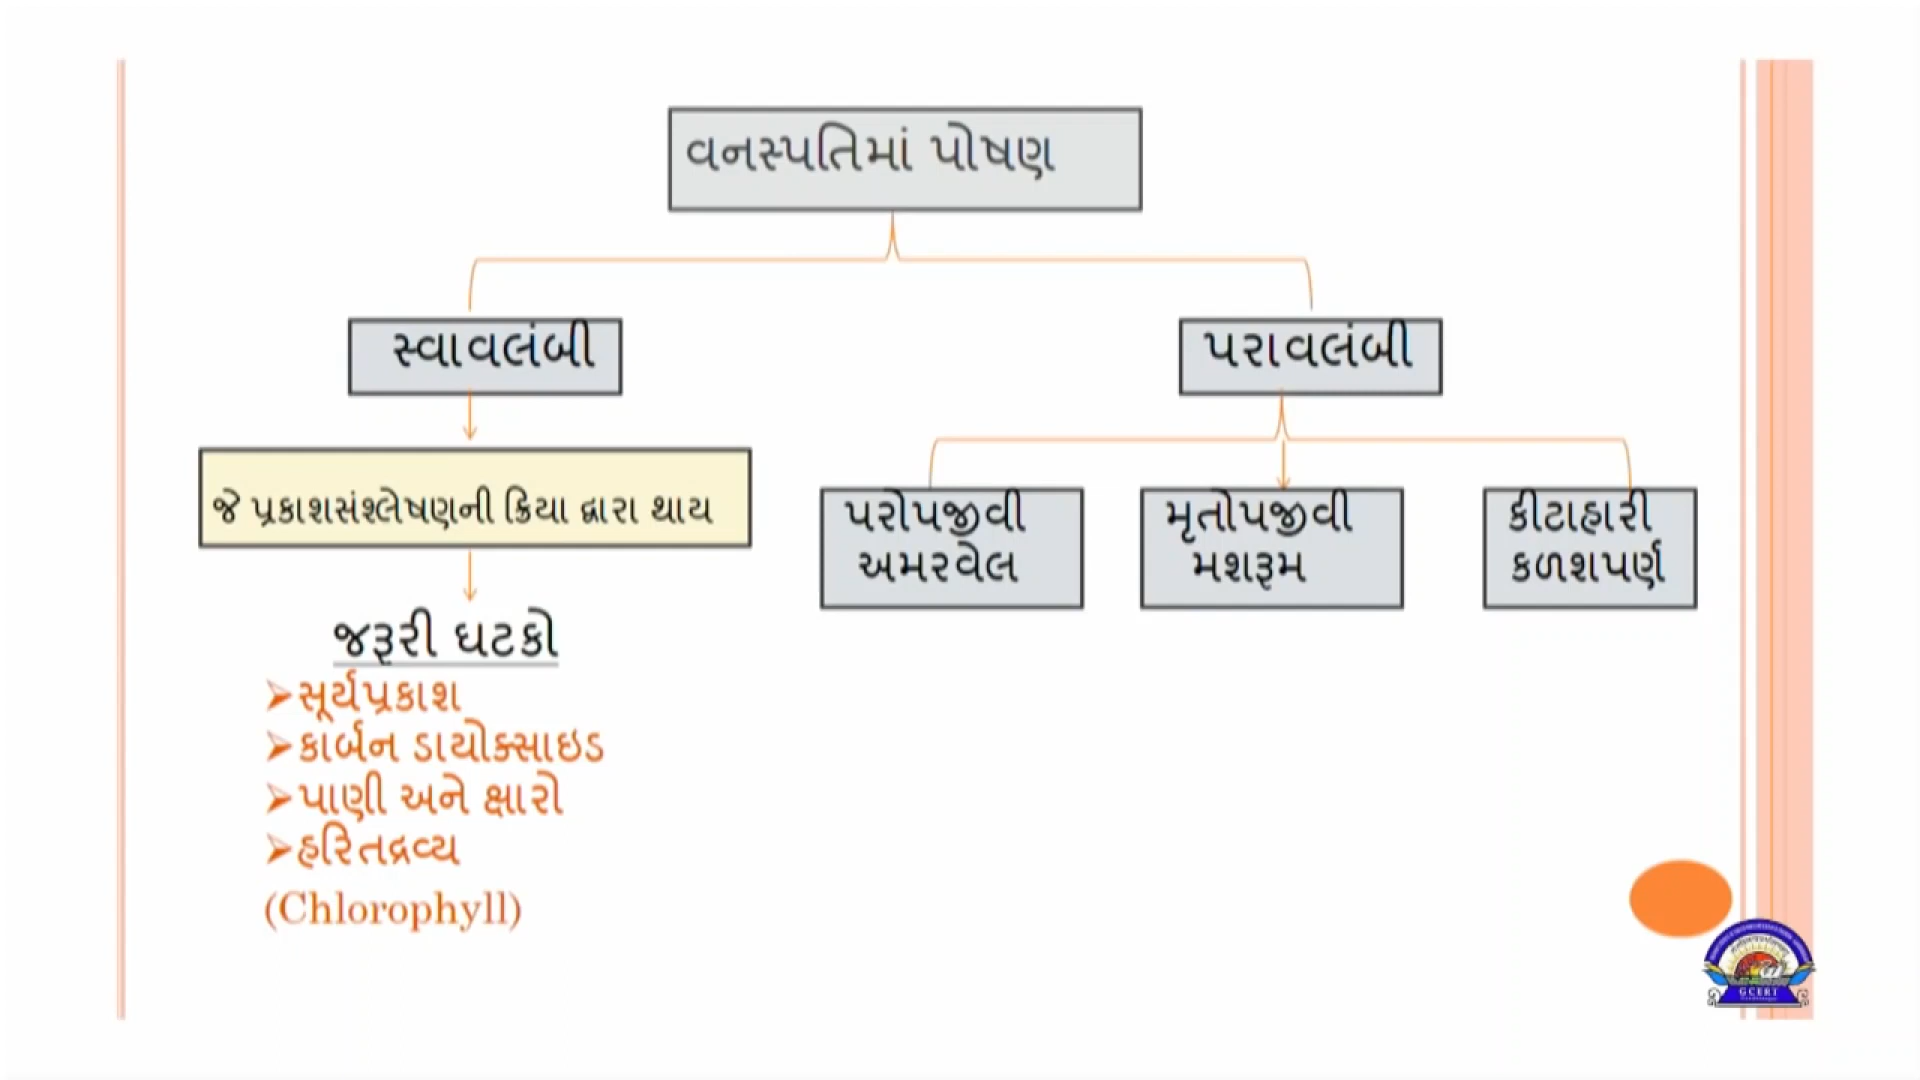 વનસ્પતિમાં પોષણ
સ્વાવલંબી
પરાવલંબી
જે પ્રકાશસંશ્લેષણની ક્રિયા દ્વારા થાય
પરોપજીવી
અમરવેલ
મૃતોપજીવી
મશરૂમ
કીટાહારી
કળશપર્ણ
જરૂરી ઘટકો
➢સૂર્યપ્રકાશ
➢કાર્બન ડાયોક્સાઇડ
➢પાણી અને ક્ષારો
➢હરિતદ્રવ્ય
(Chlorophyll)
GCERT